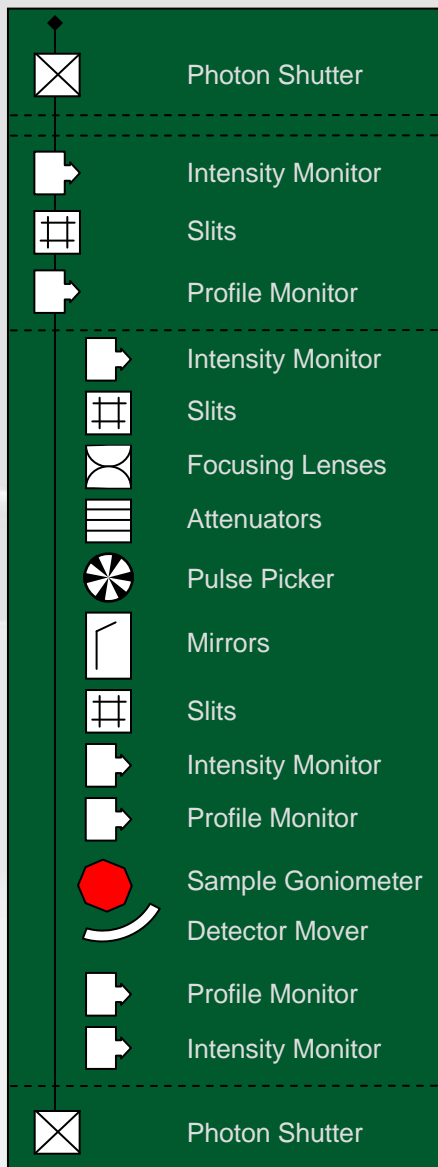 Photon Shutter
Intensity Monitor
Slits
Profile Monitor
Intensity Monitor
Slits
Focusing Lenses
Attenuators
Pulse Picker
Mirrors
Slits
Intensity Monitor
Profile Monitor
Sample Goniometer
Detector Mover
Profile Monitor
Intensity Monitor
Photon Shutter